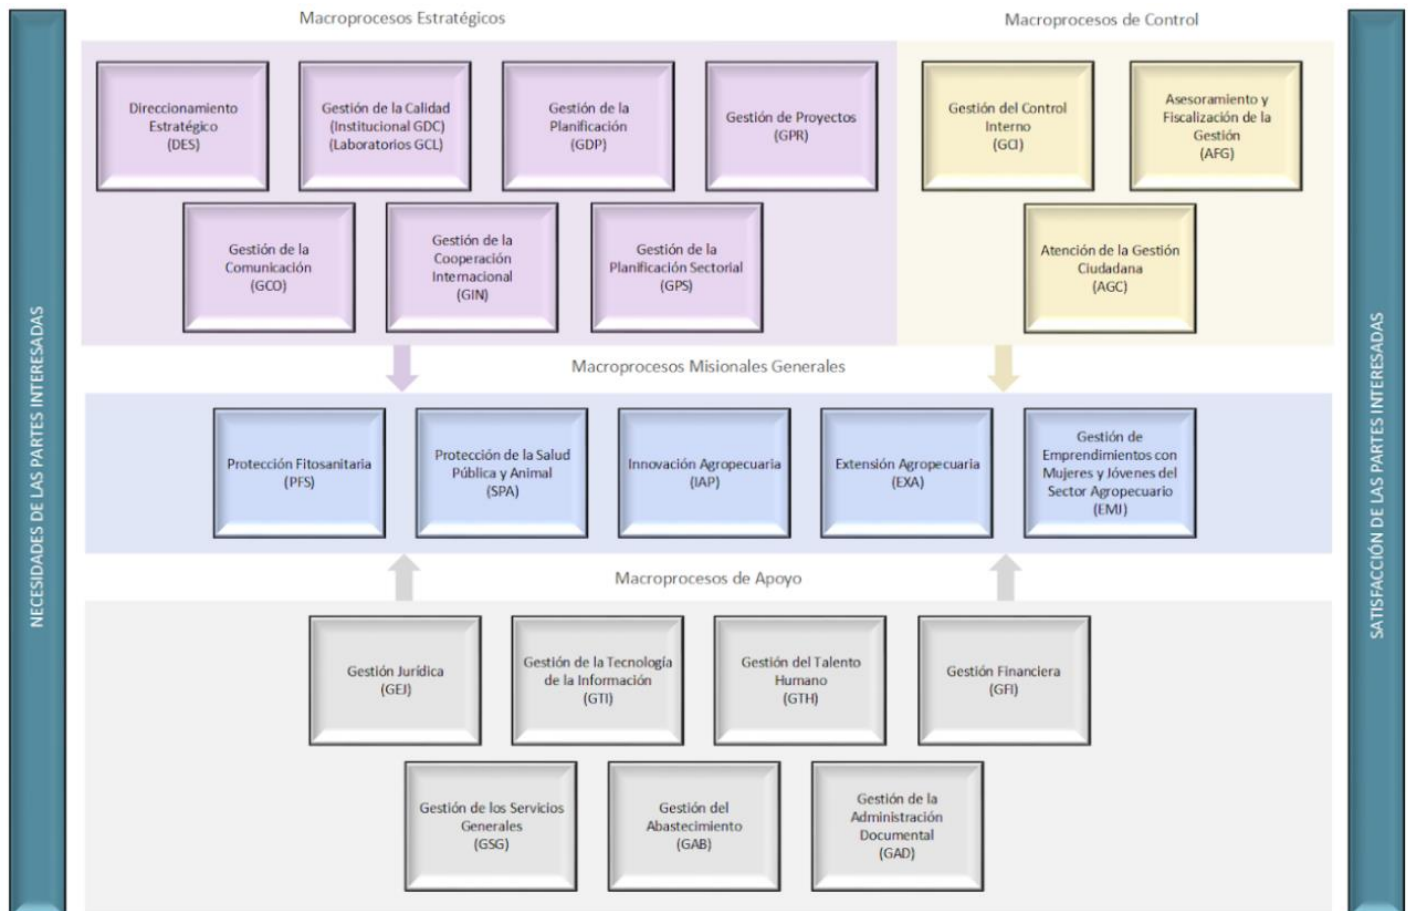 Macroprocesos Estratégicos
Macroprocesos de Control
NECESIDADES DE LAS PARTES INTERESADAS
Direccionamiento
Estratégico
(DES)
Gestión de la Calidad
(Institucional GDC)
(Laboratorios GCL)
Gestión de la
Planificación
(GDP)
Gestión de Proyectos
(GPR)
Gestión del Control
Interno
(GCI)
Asesoramiento y
Fiscalización de la
Gestión
(AFG)
Gestión de la
Comunicación
(GCO)
Gestión de la
Cooperación
Internacional
(GIN)
Gestión de la
Planificación Sectorial
(GPS)
Atención de la Gestión
Ciudadana
(AGC)
Macroprocesos Misionales Generales
Protección Fitosanitaria
(PFS)
Protección de la Salud
Pública y Animal
(SPA)
Innovación Agropecuaria
(IAP)
Extensión Agropecuaria
(EXA)
Gestión de
Emprendimientos con
Mujeres y Jóvenes del
Sector Agropecuario
(EMJ)
Macroprocesos de Apoyo
Gestión Jurídica
(GEJ)
Gestión de la Tecnología
de la Información
(GTI)
Gestión del Talento
Humano
(GTH)
Gestión Financiera
(GFI)
Gestión de los Servicios
Generales
(GSG)
Gestión del
Abastecimiento
(GAB)
Gestión de la
Administración
Documental
(GAD)
SATISFACCIÓN DE LAS PARTES INTERESADAS